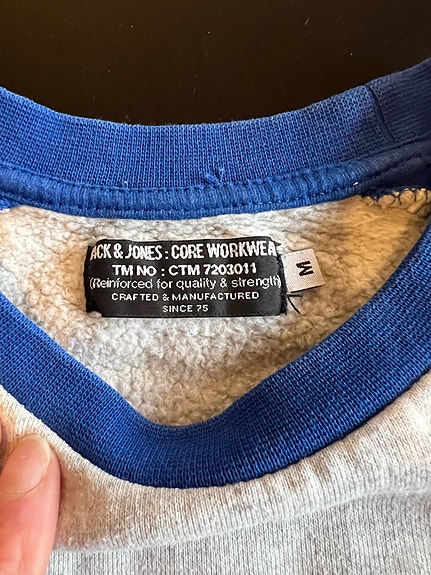 ACK & JONES : CORE WORKWEA
TM NO : CTM 7203011
(Reinforced for quality & strength)
CRAFTED & MANUFACTURED
SINCE 75
M